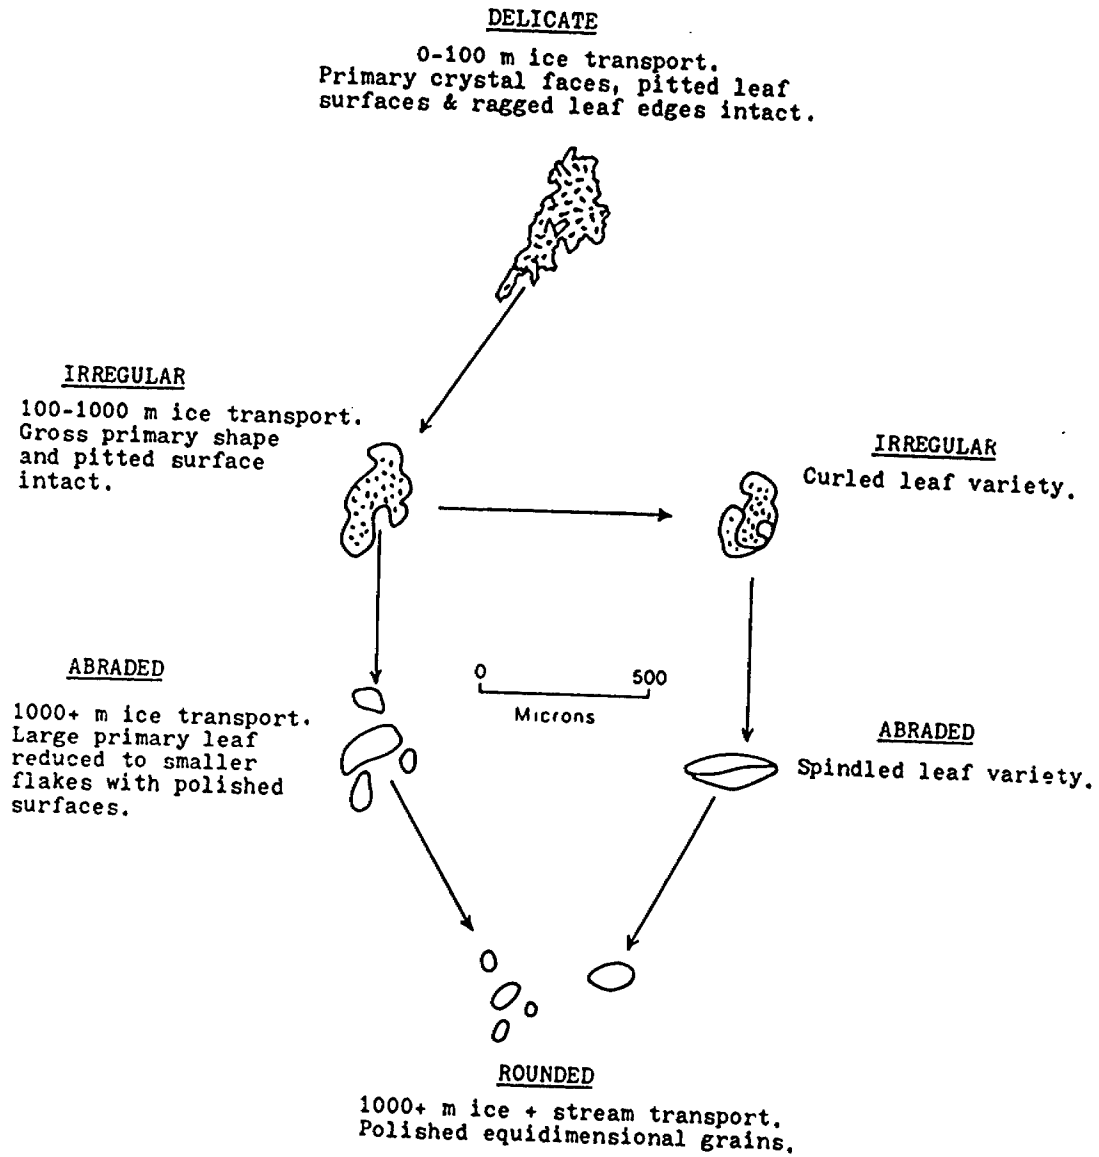 DELICATE
0-100 m ice transport.
Primary crystal faces, pitted leaf
surfaces & ragged leaf edges intact.
IRREGULAR
100-1000 m ice transport.
Gross primary shape
and pitted surface
intact.
IRREGULAR
Curled leaf variety.
ABRADED
1000+ m ice transport.
Large primary leaf
reduced to smaller
flakes with polished
surfaces.
0 500
Microns
ABRADED
Spindled leaf variety.
ROUNDED
1000+ m ice + stream transport.
Polished equidimensional grains.